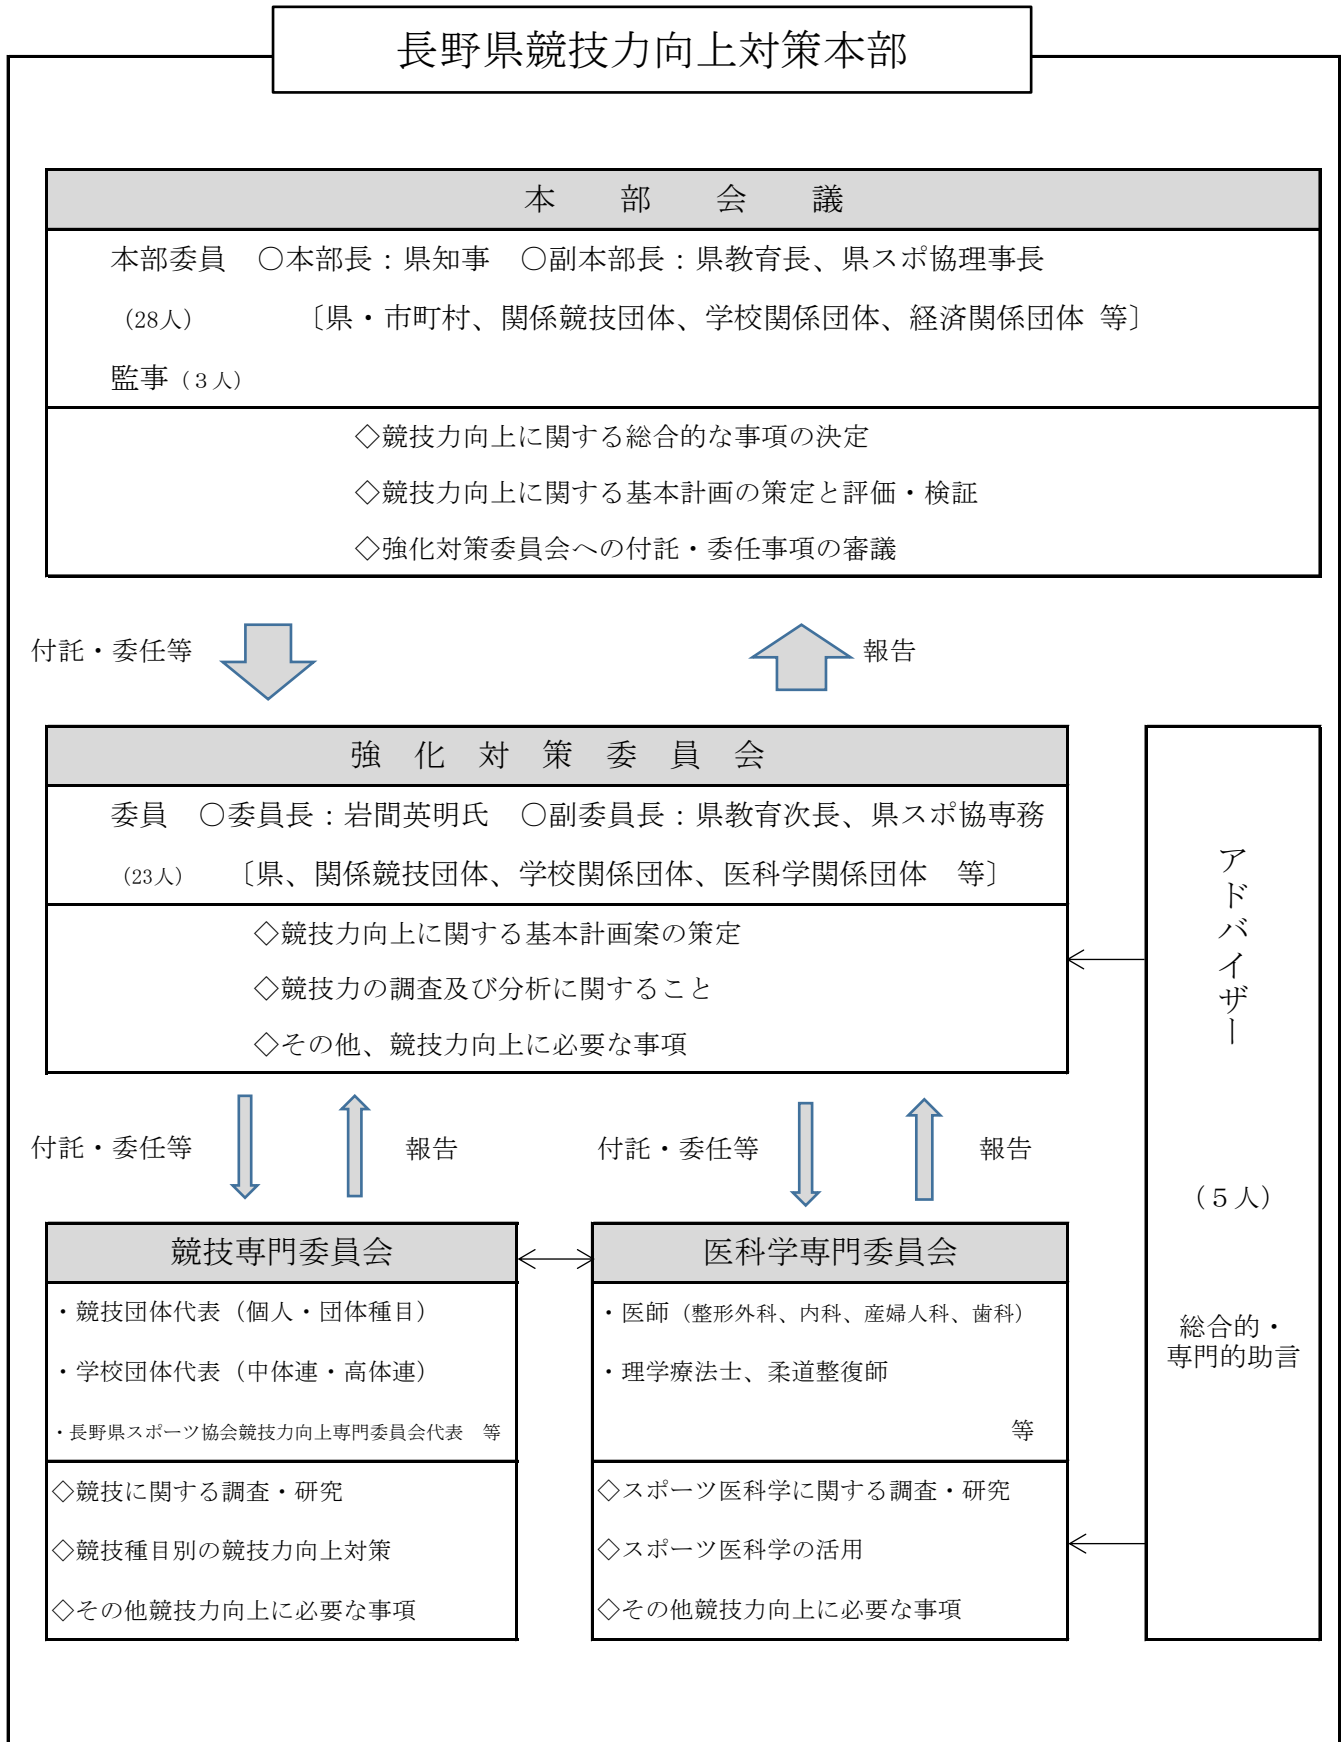 長野県競技力向上対策本部
本部会議
本部委員 ○本部長：県知事 ○副本部長：県教育長、県スポ協理事長
（28人） 〔県・市町村、関係競技団体、学校関係団体、経済関係団体 等〕
監事（３人）
◇競技力向上に関する総合的な事項の決定
◇競技力向上に関する基本計画の策定と評価・検証
◇強化対策委員会への付託・委任事項の審議
付託・委任等
報告
強化対策委員会
委員 ○委員長：岩間英明氏 ○副委員長：県教育次長、県スポ協専務
（23人） 〔県、関係競技団体、学校関係団体、医科学関係団体 等〕
◇競技力向上に関する基本計画案の策定
◇競技力の調査及び分析に関すること
◇その他、競技力向上に必要な事項
アドバイザー
（５人）
総合的・
専門的助言
付託・委任等
報告
付託・委任等
報告
競技専門委員会
・競技団体代表（個人・団体種目）
・学校団体代表（中体連・高体連）
・長野県スポーツ協会競技力向上専門委員会代表 等
◇競技に関する調査・研究
◇競技種目別の競技力向上対策
◇その他競技力向上に必要な事項
医科学専門委員会
・医師（整形外科、内科、産婦人科、歯科）
・理学療法士、柔道整復師
等
◇スポーツ医科学に関する調査・研究
◇スポーツ医科学の活用
◇その他競技力向上に必要な事項